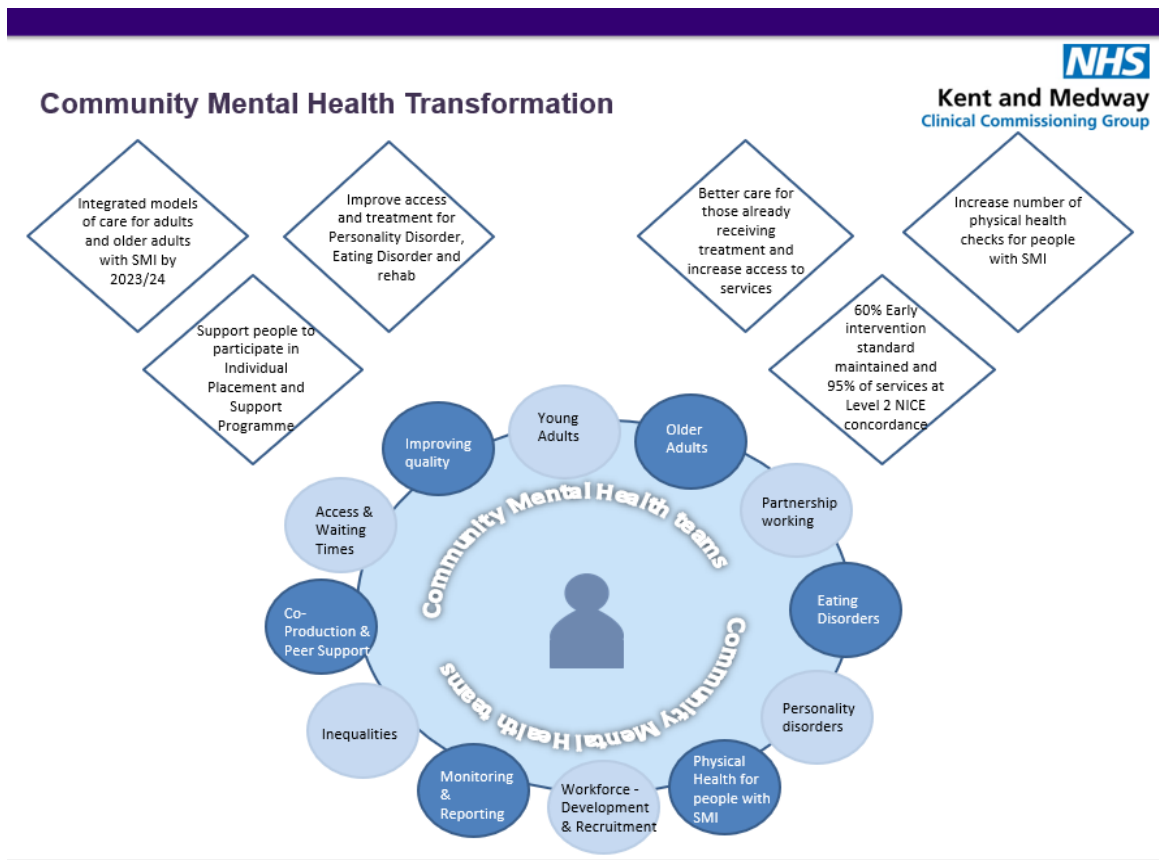 NHS
Kent and Medway
Clinical Commissioning Group
Community Mental Health Transformation
Integrated models
of care for adults
and older adults
with SMI by
2023/24
Improve access
and treatment for
Personality Disorder,
Eating Disorder and
rehab
Better care for
those already
receiving
treatment and
increase access to
services
Increase number of
physical health
checks for people
with SMI
Support people to
participate in
Individual
Placement and
Support
Programme
60% Early
intervention
standard
maintained and
95% of services at
Level 2 NICE
concordance
Young
Adults
Older
Adults
Partnership
working
Eating
Disorders
Personality
disorders
Physical
Health for
people with
SMI
Workforce -
Development
& Recruitment
Monitoring
&
Reporting
Inequalities
Co-
Production &
Peer Support
Access &
Waiting
Times
Improving
quality
Community Mental Health teams
Community Mental Health teams